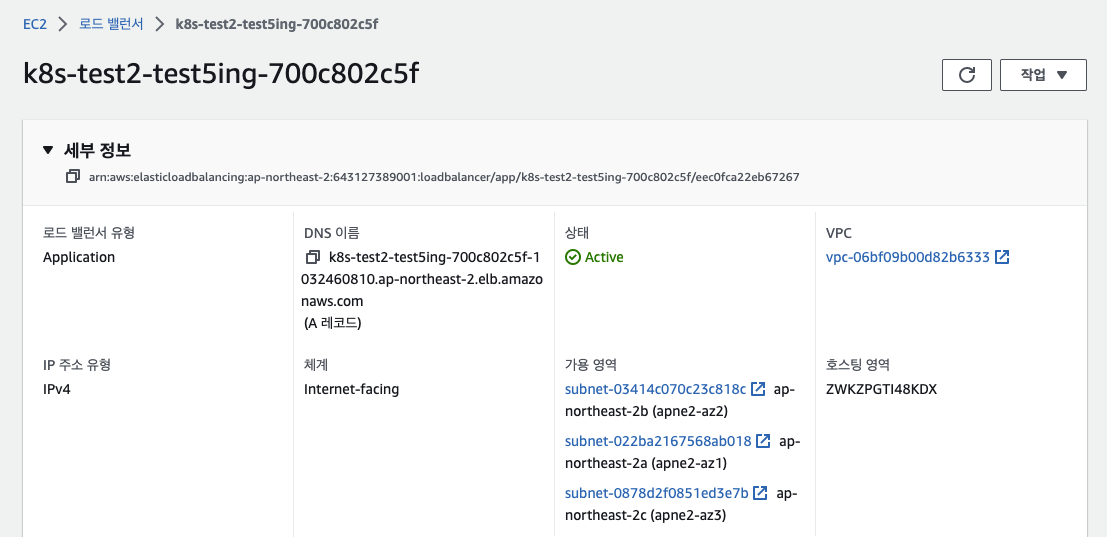 EC2 > 로드 밸런서 > k8s-test2-test5ing-700c802c5f
k8s-test2-test5ing-700c802c5f
작업 ▼
▼ 세부 정보
arn:aws:elasticloadbalancing:ap-northeast-2:643127389001:loadbalancer/app/k8s-test2-test5ing-700c802c5f/eec0fca22eb67267
로드 밸런서 유형
Application
DNS 이름
k8s-test2-test5ing-700c802c5f-1
032460810.ap-northeast-2.elb.amazo
naws.com
(A 레코드)
상태
Active
VPC
vpc-06bf09b00d82b6333
IP 주소 유형
IPv4
체계
Internet-facing
가용 영역
subnet-03414c070c23c818c ap-
northeast-2b (apne2-az2)
subnet-022ba2167568ab018 ap-
northeast-2a (apne2-az1)
subnet-0878d2f0851ed3e7b ap-
northeast-2c (apne2-az3)
호스팅 영역
ZWKZPGTI48KDX